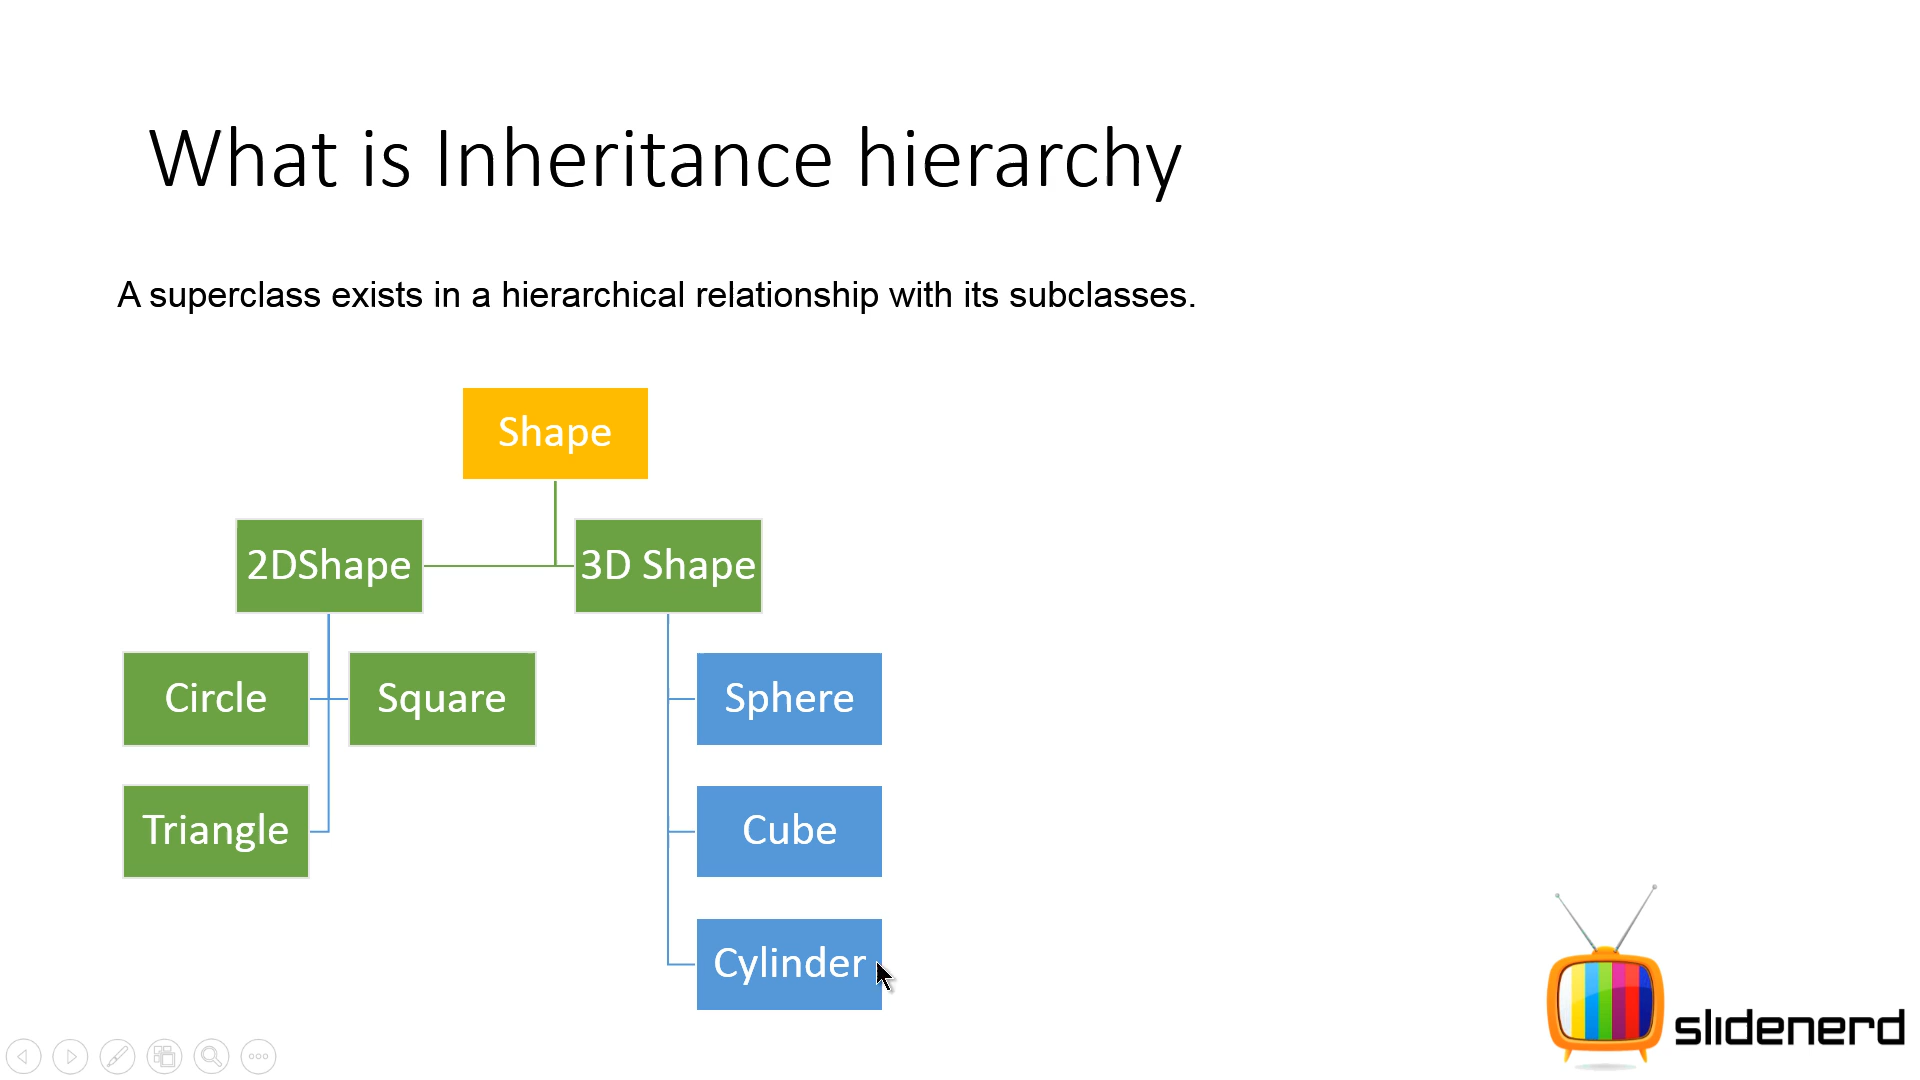 What is Inheritance hierarchy
A superclass exists in a hierarchical relationship with its subclasses.
Shape
2DShape
3D Shape
Circle
Square
Sphere
Triangle
Cube
Cylinder
slidenerd